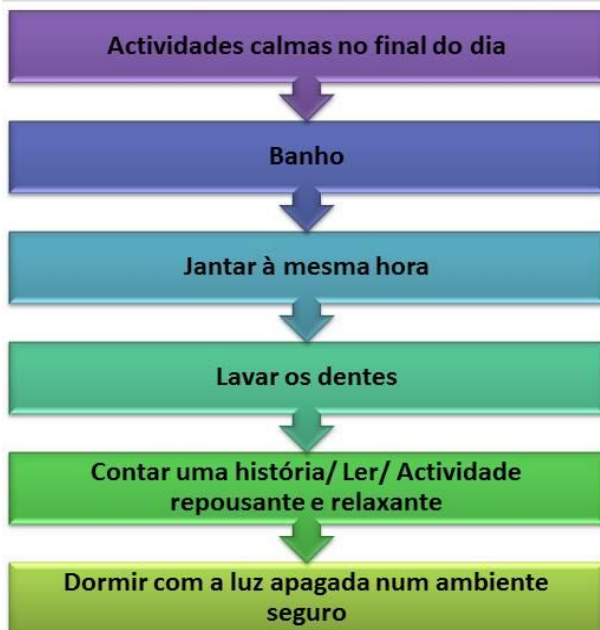 Actividades calmas no final do dia
Banho
Jantar à mesma hora
Lavar os dentes
Contar uma história/ Ler/ Actividade
repousante e relaxante
Dormir com a luz apagada num ambiente
seguro